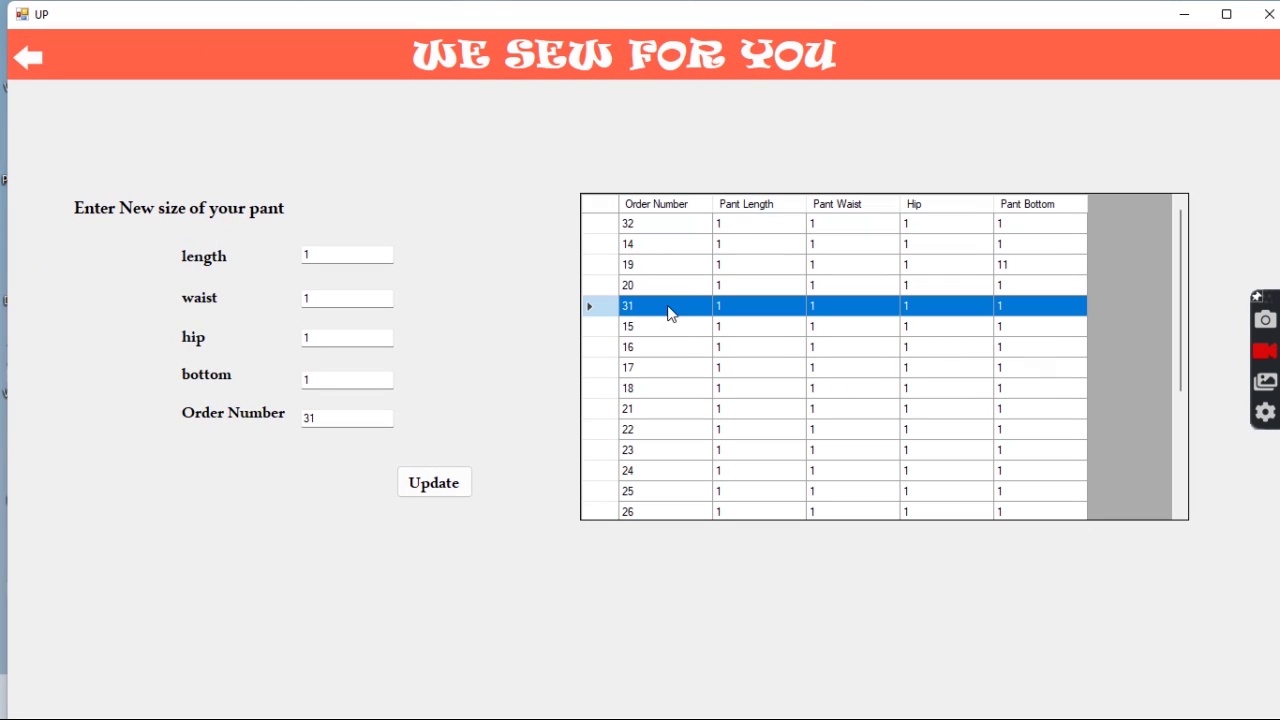 UP
WE SEW FOR YOU
Enter New size of your pant
length 1
waist 1
hip 1
bottom 1
Order Number 31
Update
Order Number Pant Length Pant Waist Hip Pant Bottom
32 1 1 1 1
14 1 1 1 1
19 1 1 1 11
20 1 1 1 1
31 1 1 1 1
15 1 1 1 1
16 1 1 1 1
17 1 1 1 1
18 1 1 1 1
21 1 1 1 1
22 1 1 1 1
23 1 1 1 1
24 1 1 1 1
25 1 1 1 1
26 1 1 1 1